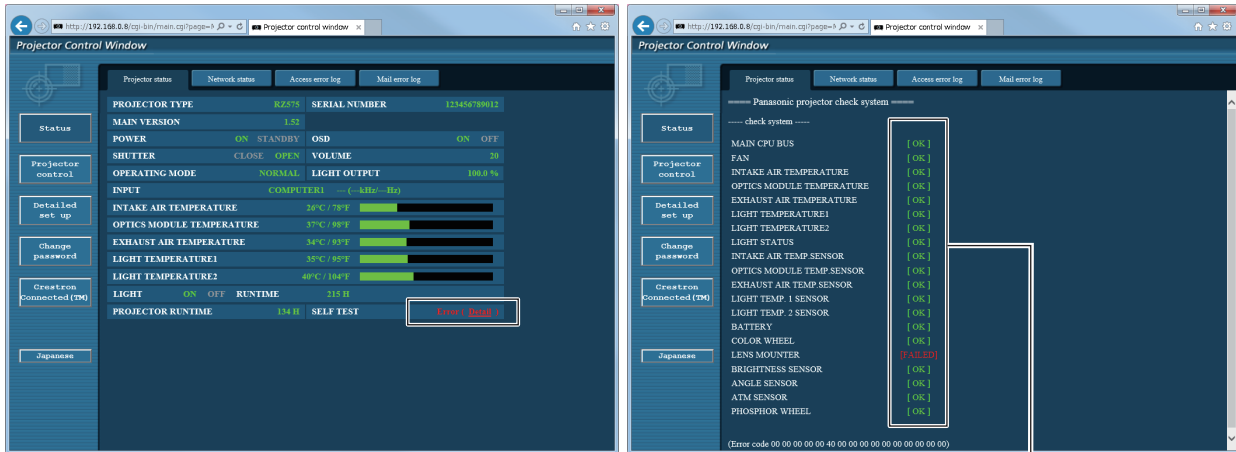 http://192.168.0.8/cgi-bin/main.cgi?page=
Projector control window
Projector Control Window
Projector status
Network status
Access error log
Mail error log
Status
Projector control
Detailed set up
Change password
Crestron Connected(TM)
Japanese
PROJECTOR TYPE RZ575 SERIAL NUMBER 123456789012
MAIN VERSION 1.52
POWER ON STANDBY OSD ON OFF
SHUTTER CLOSE OPEN VOLUME 20
OPERATING MODE NORMAL LIGHT OUTPUT 100.0 %
INPUT COMPUTER1 --- (---kHz/---Hz)
INTAKE AIR TEMPERATURE 26°C / 78°F
OPTICS MODULE TEMPERATURE 37°C / 98°F
EXHAUST AIR TEMPERATURE 34°C / 93°F
LIGHT TEMPERATURE1 35°C / 95°F
LIGHT TEMPERATURE2 40°C / 104°F
LIGHT ON OFF RUNTIME 215 H
PROJECTOR RUNTIME 134 H SELF TEST
http://192.168.0.8/cgi-bin/main.cgi?page=
Projector control window
Projector Control Window
Projector status
Network status
Access error log
Mail error log
Status
Projector control
Detailed set up
Change password
Crestron Connected(TM)
Japanese
==== Panasonic projector check system ====
----- check system -----
MAIN CPU BUS [ OK ]
FAN [ OK ]
INTAKE AIR TEMPERATURE [ OK ]
OPTICS MODULE TEMPERATURE [ OK ]
EXHAUST AIR TEMPERATURE [ OK ]
LIGHT TEMPERATURE1 [ OK ]
LIGHT TEMPERATURE2 [ OK ]
LIGHT STATUS [ OK ]
INTAKE AIR TEMP.SENSOR [ OK ]
OPTICS MODULE TEMP.SENSOR [ OK ]
EXHAUST AIR TEMP.SENSOR [ OK ]
LIGHT TEMP. 1 SENSOR [ OK ]
LIGHT TEMP. 2 SENSOR [ OK ]
BATTERY [ OK ]
COLOR WHEEL [ OK ]
LENS MOUNTER [FAILED]
BRIGHTNESS SENSOR [ OK ]
ANGLE SENSOR [ OK ]
ATM SENSOR [ OK ]
PHOSPHOR WHEEL [ OK ]
(Error code 00 00 00 00 00 40 00 00 00 00 00 00 00 00 00 00)